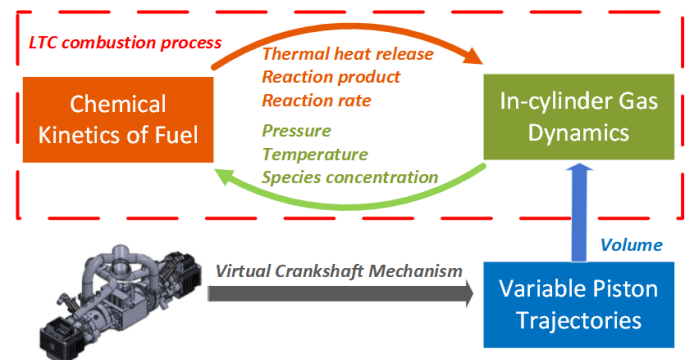 LTC combustion process
Thermal heat release
Reaction product
Reaction rate
Chemical
Kinetics of Fuel
In-cylinder Gas
Dynamics
Pressure
Temperature
Species concentration
Volume
Virtual Crankshaft Mechanism
Variable Piston
Trajectories